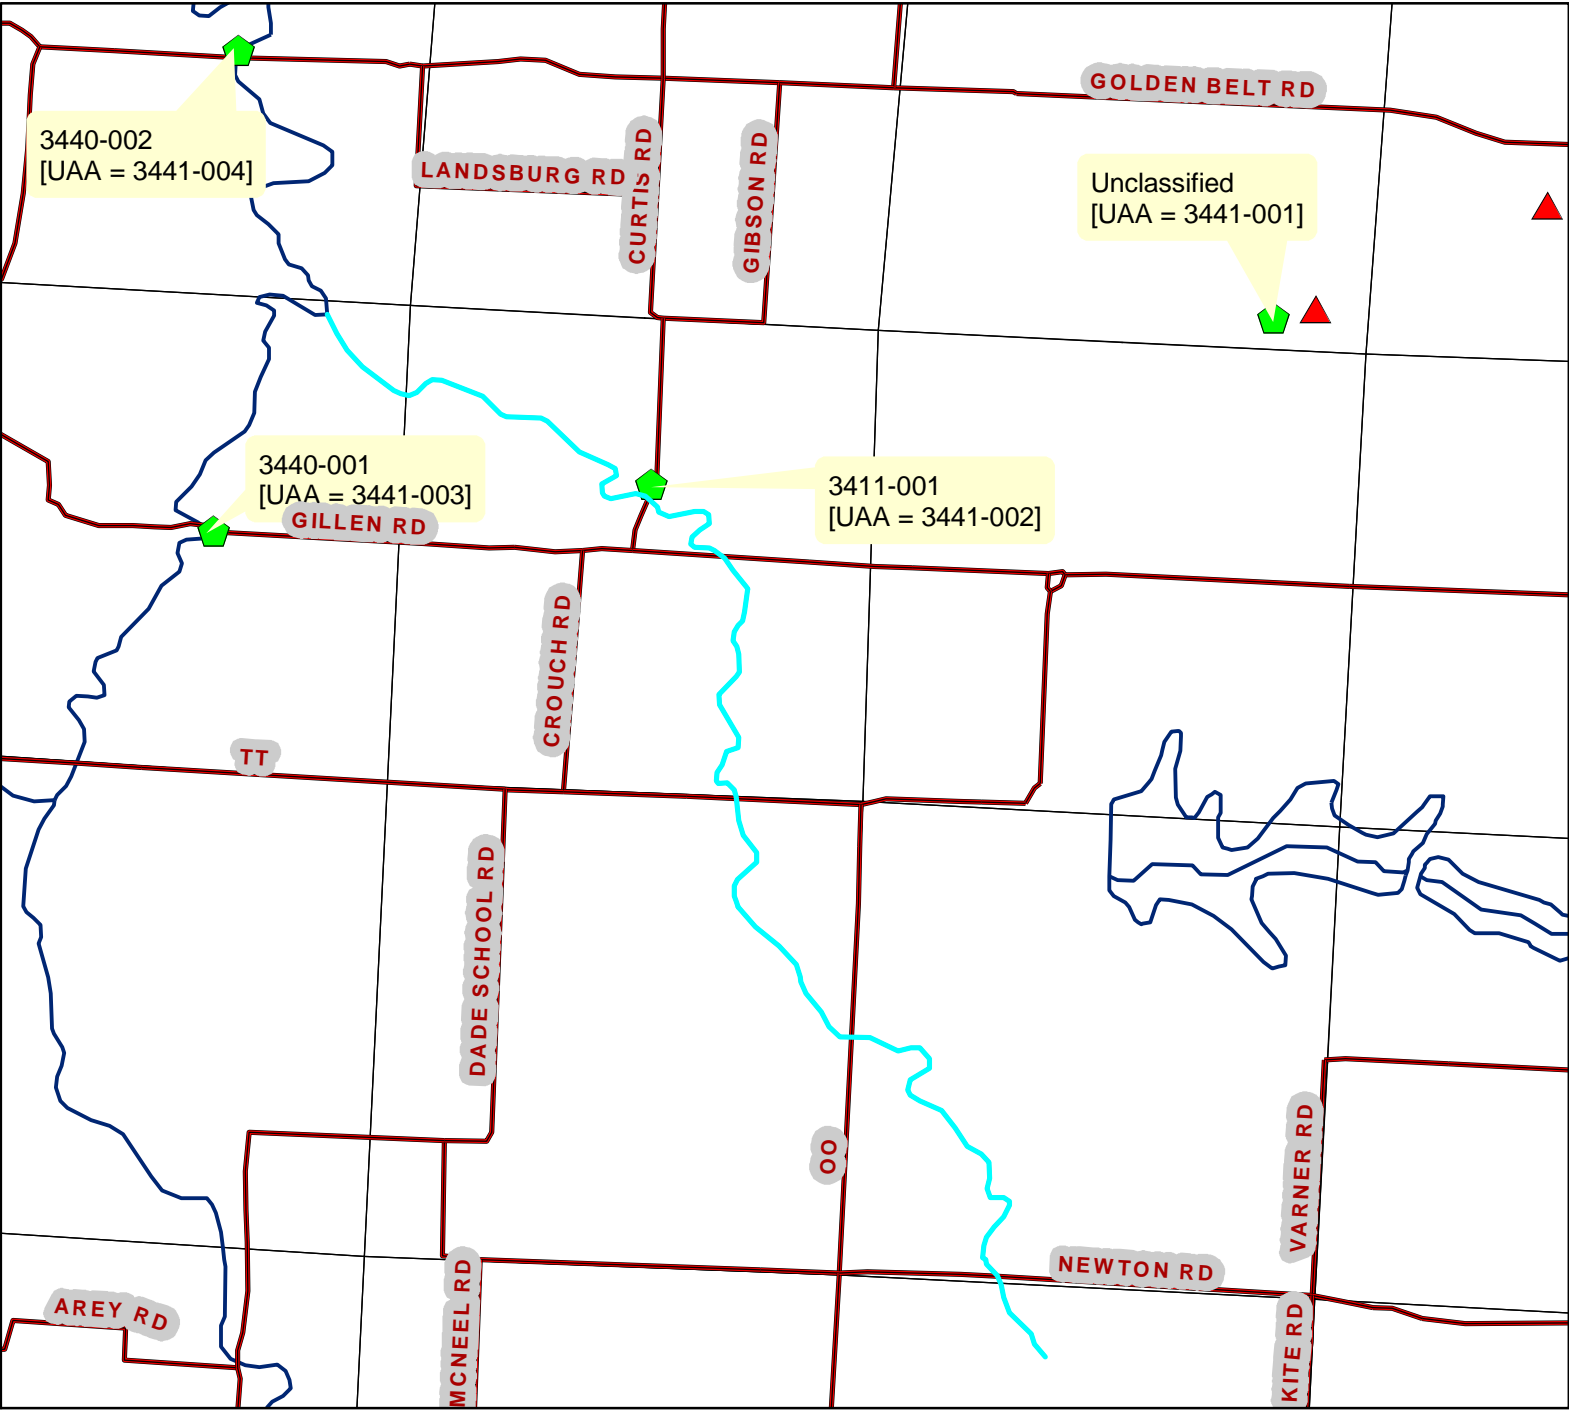 GOLDEN BELT RD
3440-002
[UAA = 3441-004]
LANDSBURG RD
CURTIS RD
GIBSON RD
Unclassified
[UAA = 3441-001]
3440-001
[UAA = 3441-003]
GILLEN RD
3411-001
[UAA = 3441-002]
CROUCH RD
TT
DADE SCHOOL RD
OO
VARNER RD
NEWTON RD
MCNEEL RD
AREY RD
KITE RD